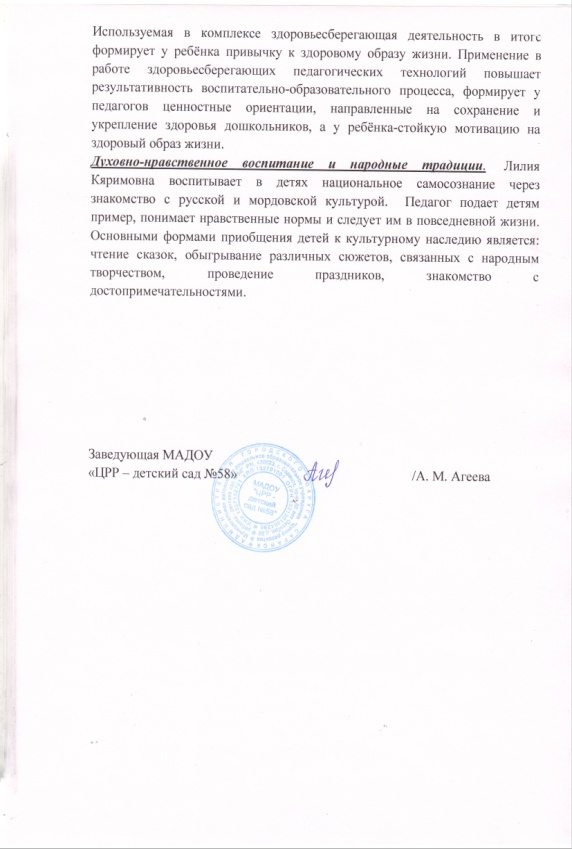 Используемая в комплексе здоровьесберегающая деятельность в итоге
формирует у ребёнка привычку к здоровому образу жизни. Применение в
работе здоровьесберегающих педагогических технологий повышает
результативность воспитательно-образовательного процесса, формирует у
педагогов ценностные ориентации, направленные на сохранение и
укрепление здоровья дошкольников, а у ребёнка-стойкую мотивацию на
здоровый образ жизни.
Духовно-нравственное воспитание и народные традиции. Лилия
Кяримовна воспитывает в детях национальное самосознание через
знакомство с русской и мордовской культурой. Педагог подает детям
пример, понимает нравственные нормы и следует им в повседневной жизни.
Основными формами приобщения детей к культурному наследию является:
чтение сказок, обыгрывание различных сюжетов, связанных с народным
творчеством, проведение праздников, знакомство с
достопримечательностями.
Заведующая МАДОУ
«ЦРР – детский сад №58» /А. М. Агеева
МАДОУ
"ЦРР -
детский
сад №58"